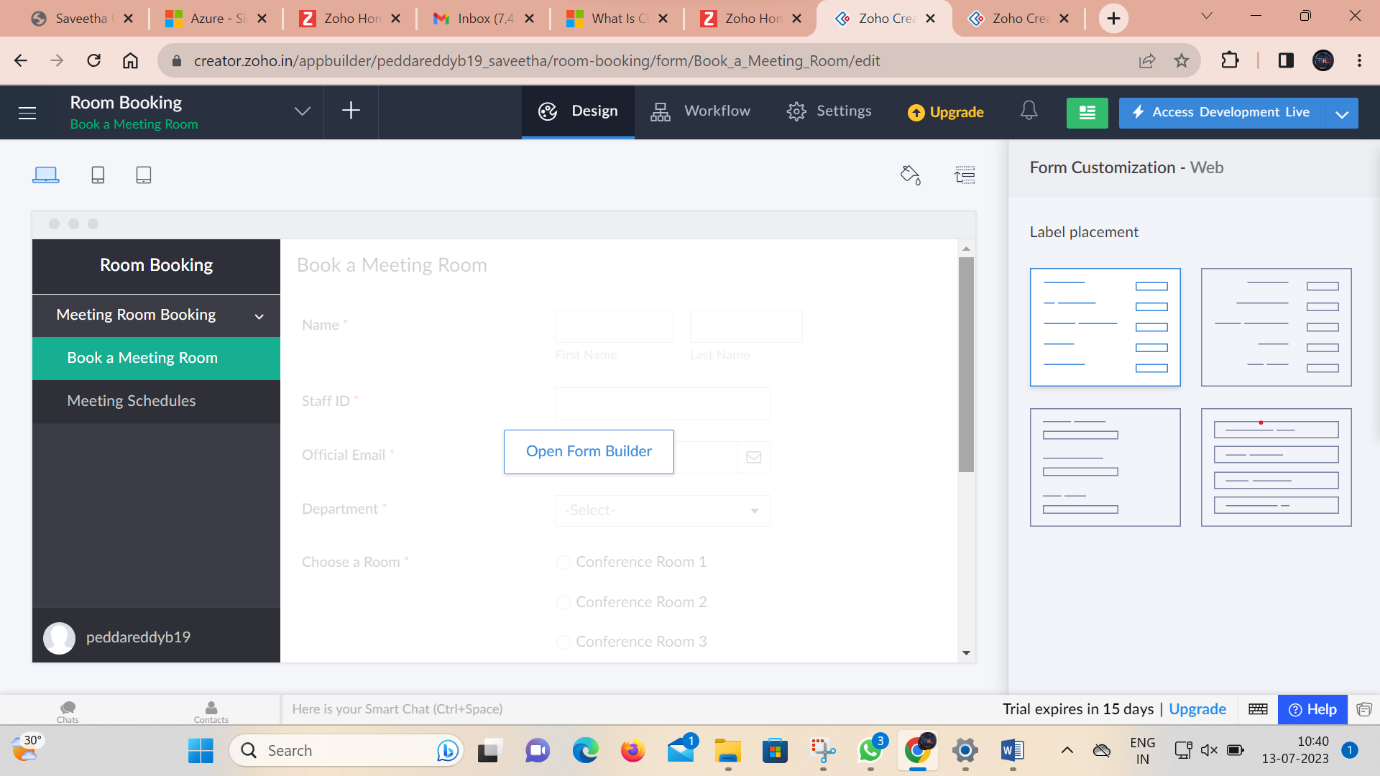 Saveetha
Azure - Si
Zoho Hon
Inbox (7,4
What Is C
Zoho Hon
Zoho Crea
Zoho Crea
creator.zoho.in/appbuilder/peddareddyb19_saveetha/room-booking/form/Book_a_Meeting_Room/edit
Room Booking
Book a Meeting Room
Design
Workflow
Settings
Upgrade
Access Development Live
Form Customization - Web
Label placement
Room Booking
Meeting Room Booking
Book a Meeting Room
Meeting Schedules
peddareddyb19
Book a Meeting Room
Name *
First Name
Last Name
Staff ID *
Official Email *
Open Form Builder
Department *
-Select-
Choose a Room *
Conference Room 1
Conference Room 2
Conference Room 3
Chats
Contacts
Here is your Smart Chat (Ctrl+Space)
Trial expires in 15 days | Upgrade
Help
30°
Search
1
3
ENG
IN
10:40
13-07-2023
1